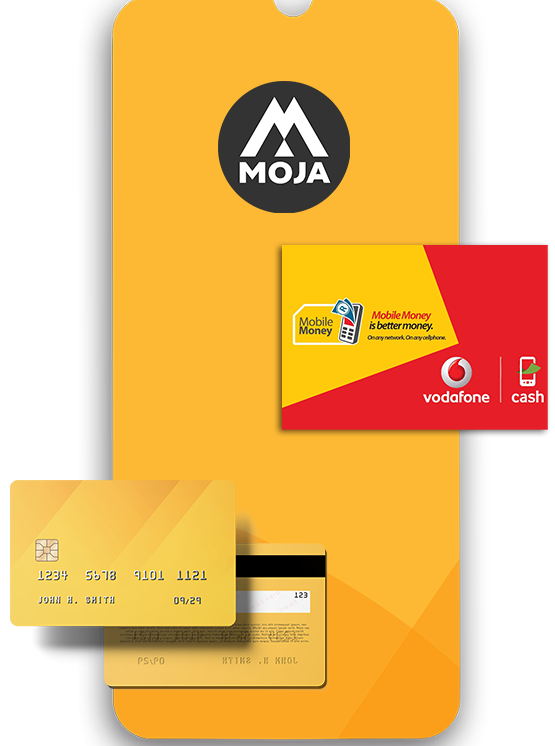 MOJA
Mobile
Money
Mobile Money
is better money.
On any network. On any cellphone.
vodafone
cash
1234 5678 9101 1121
JOHN H. SMITH 09/29
123